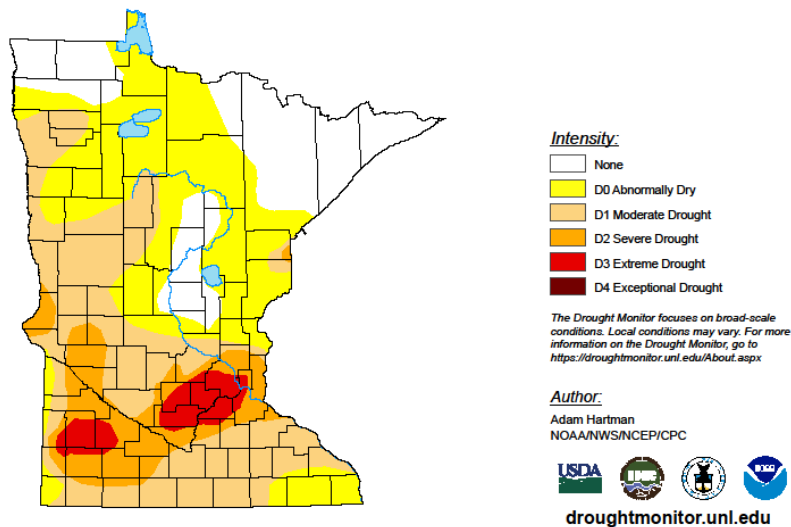 Intensity:
None
D0 Abnormally Dry
D1 Moderate Drought
D2 Severe Drought
D3 Extreme Drought
D4 Exceptional Drought
The Drought Monitor focuses on broad-scale
conditions. Local conditions may vary. For more
information on the Drought Monitor, go to
https://droughtmonitor.unl.edu/About.aspx
Author:
Adam Hartman
NOAA/NWS/NCEP/CPC
USDA
droughtmonitor.unl.edu